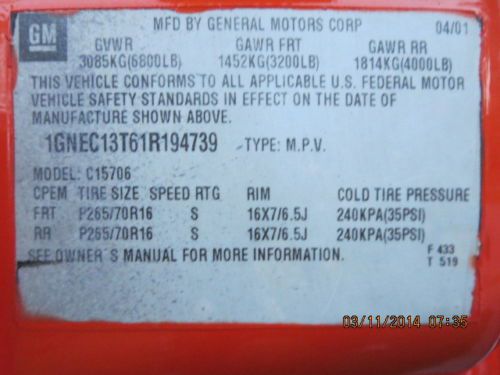 GM
MFD BY GENERAL MOTORS CORP 04/01
GVWR GAWR FRT GAWR RR
3085KG(6800LB) 1452KG(3200LB) 1814KG(4000LB)
THIS VEHICLE CONFORMS TO ALL APPLICABLE U.S. FEDERAL MOTOR
VEHICLE SAFETY STANDARDS IN EFFECT ON THE DATE OF
MANUFACTURE SHOWN ABOVE.
1GNEC13T61R194739 TYPE: M.P.V.
MODEL: C15706
CPEM TIRE SIZE SPEED RTG RIM COLD TIRE PRESSURE
FRT P265/70R16 S 16X7/6.5J 240KPA(35PSI)
RR P265/70R16 S 16X7/6.5J 240KPA(35PSI)
SEE OWNER'S MANUAL FOR MORE INFORMATION.
F 433
T 519
03/11/2014 07:35